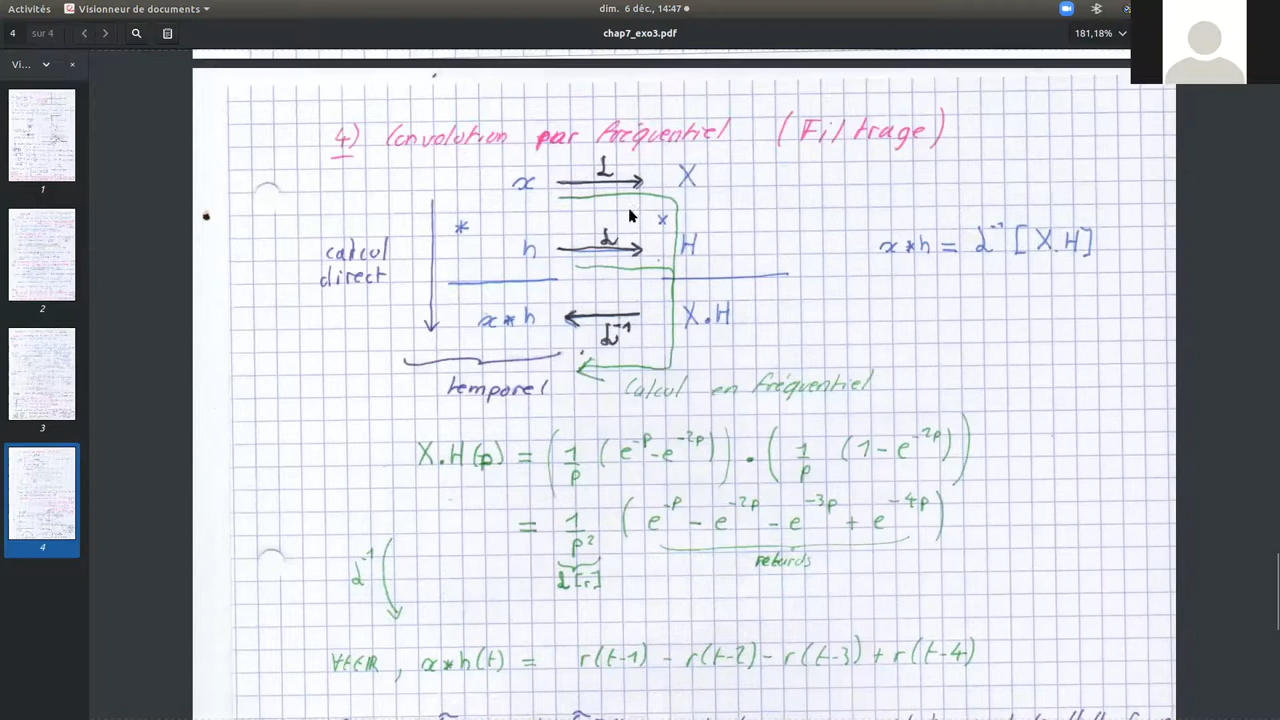 Activités Visionneur de documents dim. 6 déc., 14:47
4 sur 4 chap7_exo3.pdf 181,18%
Vi...
1
2
3
4
4) Convolution par fréquentiel (Filtrage)
x L X
calcul direct * h L H x x*h = L⁻¹ [X.H]
x*h L⁻¹ X.H
temporel Calcul en fréquentiel
X.H(p) = (1/p (e^-p - e^-2p)) . (1/p (1 - e^-2p))
= 1/p² (e^-p - e^-2p - e^-3p + e^-4p)
L[r] retards
L⁻¹
∀t∈ℝ, x*h(t) = r(t-1) - r(t-2) - r(t-3) + r(t-4)